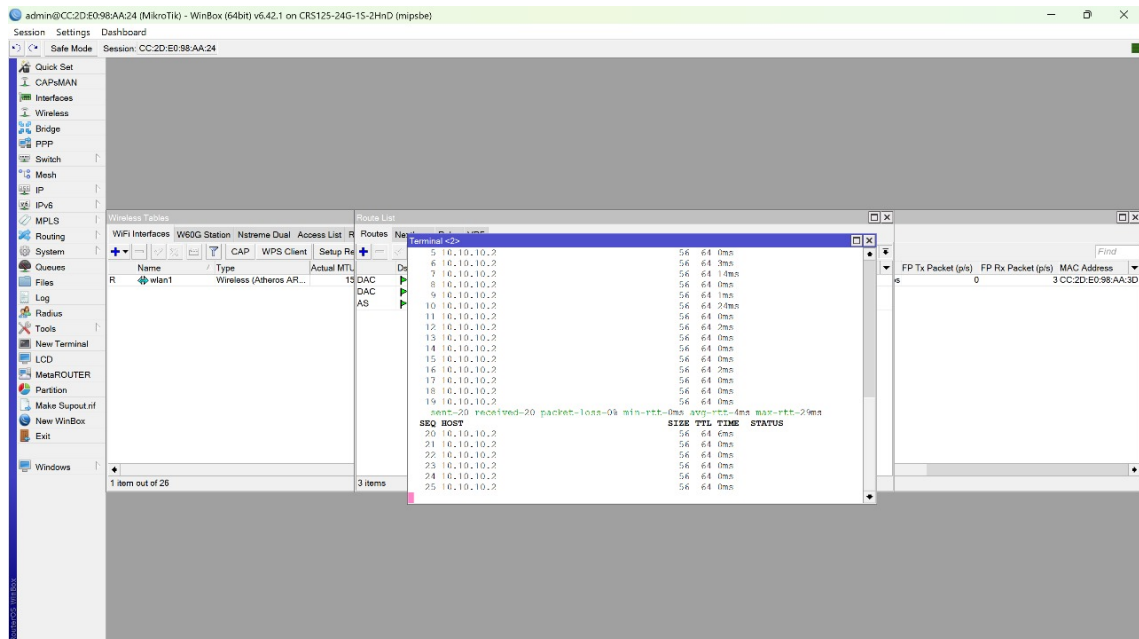 admin@CC:2D:E0:98:AA:24 (MikroTik) - WinBox (64bit) v6.42.1 on CRS125-24G-1S-2HnD (mipsbe)
Session Settings Dashboard
Safe Mode Session: CC:2D:E0:98:AA:24
Quick Set
CAPsMAN
Interfaces
Wireless
Bridge
PPP
Switch
Mesh
IP
IPv6
MPLS
Routing
System
Queues
Files
Log
Radius
Tools
New Terminal
LCD
MetaROUTER
Partition
Make Supout.rif
New WinBox
Exit
Windows
RouterOS WinBox
Wireless Tables
WiFi Interfaces W60G Station Nstreme Dual Access List R
CAP WPS Client Setup Re
Name Type Actual MTU
R wlan1 Wireless (Atheros AR... 15
1 item out of 26
Route List
Routes
DAC
DAC
AS
3 items
Terminal <2>
5 10.10.10.2 56 64 0ms
6 10.10.10.2 56 64 3ms
7 10.10.10.2 56 64 14ms
8 10.10.10.2 56 64 0ms
9 10.10.10.2 56 64 1ms
10 10.10.10.2 56 64 24ms
11 10.10.10.2 56 64 0ms
12 10.10.10.2 56 64 2ms
13 10.10.10.2 56 64 0ms
14 10.10.10.2 56 64 0ms
15 10.10.10.2 56 64 0ms
16 10.10.10.2 56 64 2ms
17 10.10.10.2 56 64 0ms
18 10.10.10.2 56 64 0ms
19 10.10.10.2 56 64 0ms
sent=20 received=20 packet-loss=0% min-rtt=0ms avg-rtt=4ms max-rtt=29ms
SEQ HOST SIZE TTL TIME STATUS
20 10.10.10.2 56 64 6ms
21 10.10.10.2 56 64 0ms
22 10.10.10.2 56 64 0ms
23 10.10.10.2 56 64 0ms
24 10.10.10.2 56 64 0ms
25 10.10.10.2 56 64 0ms
Find
FP Tx Packet (p/s) FP Rx Packet (p/s) MAC Address
0 3 CC:2D:E0:98:AA:3D